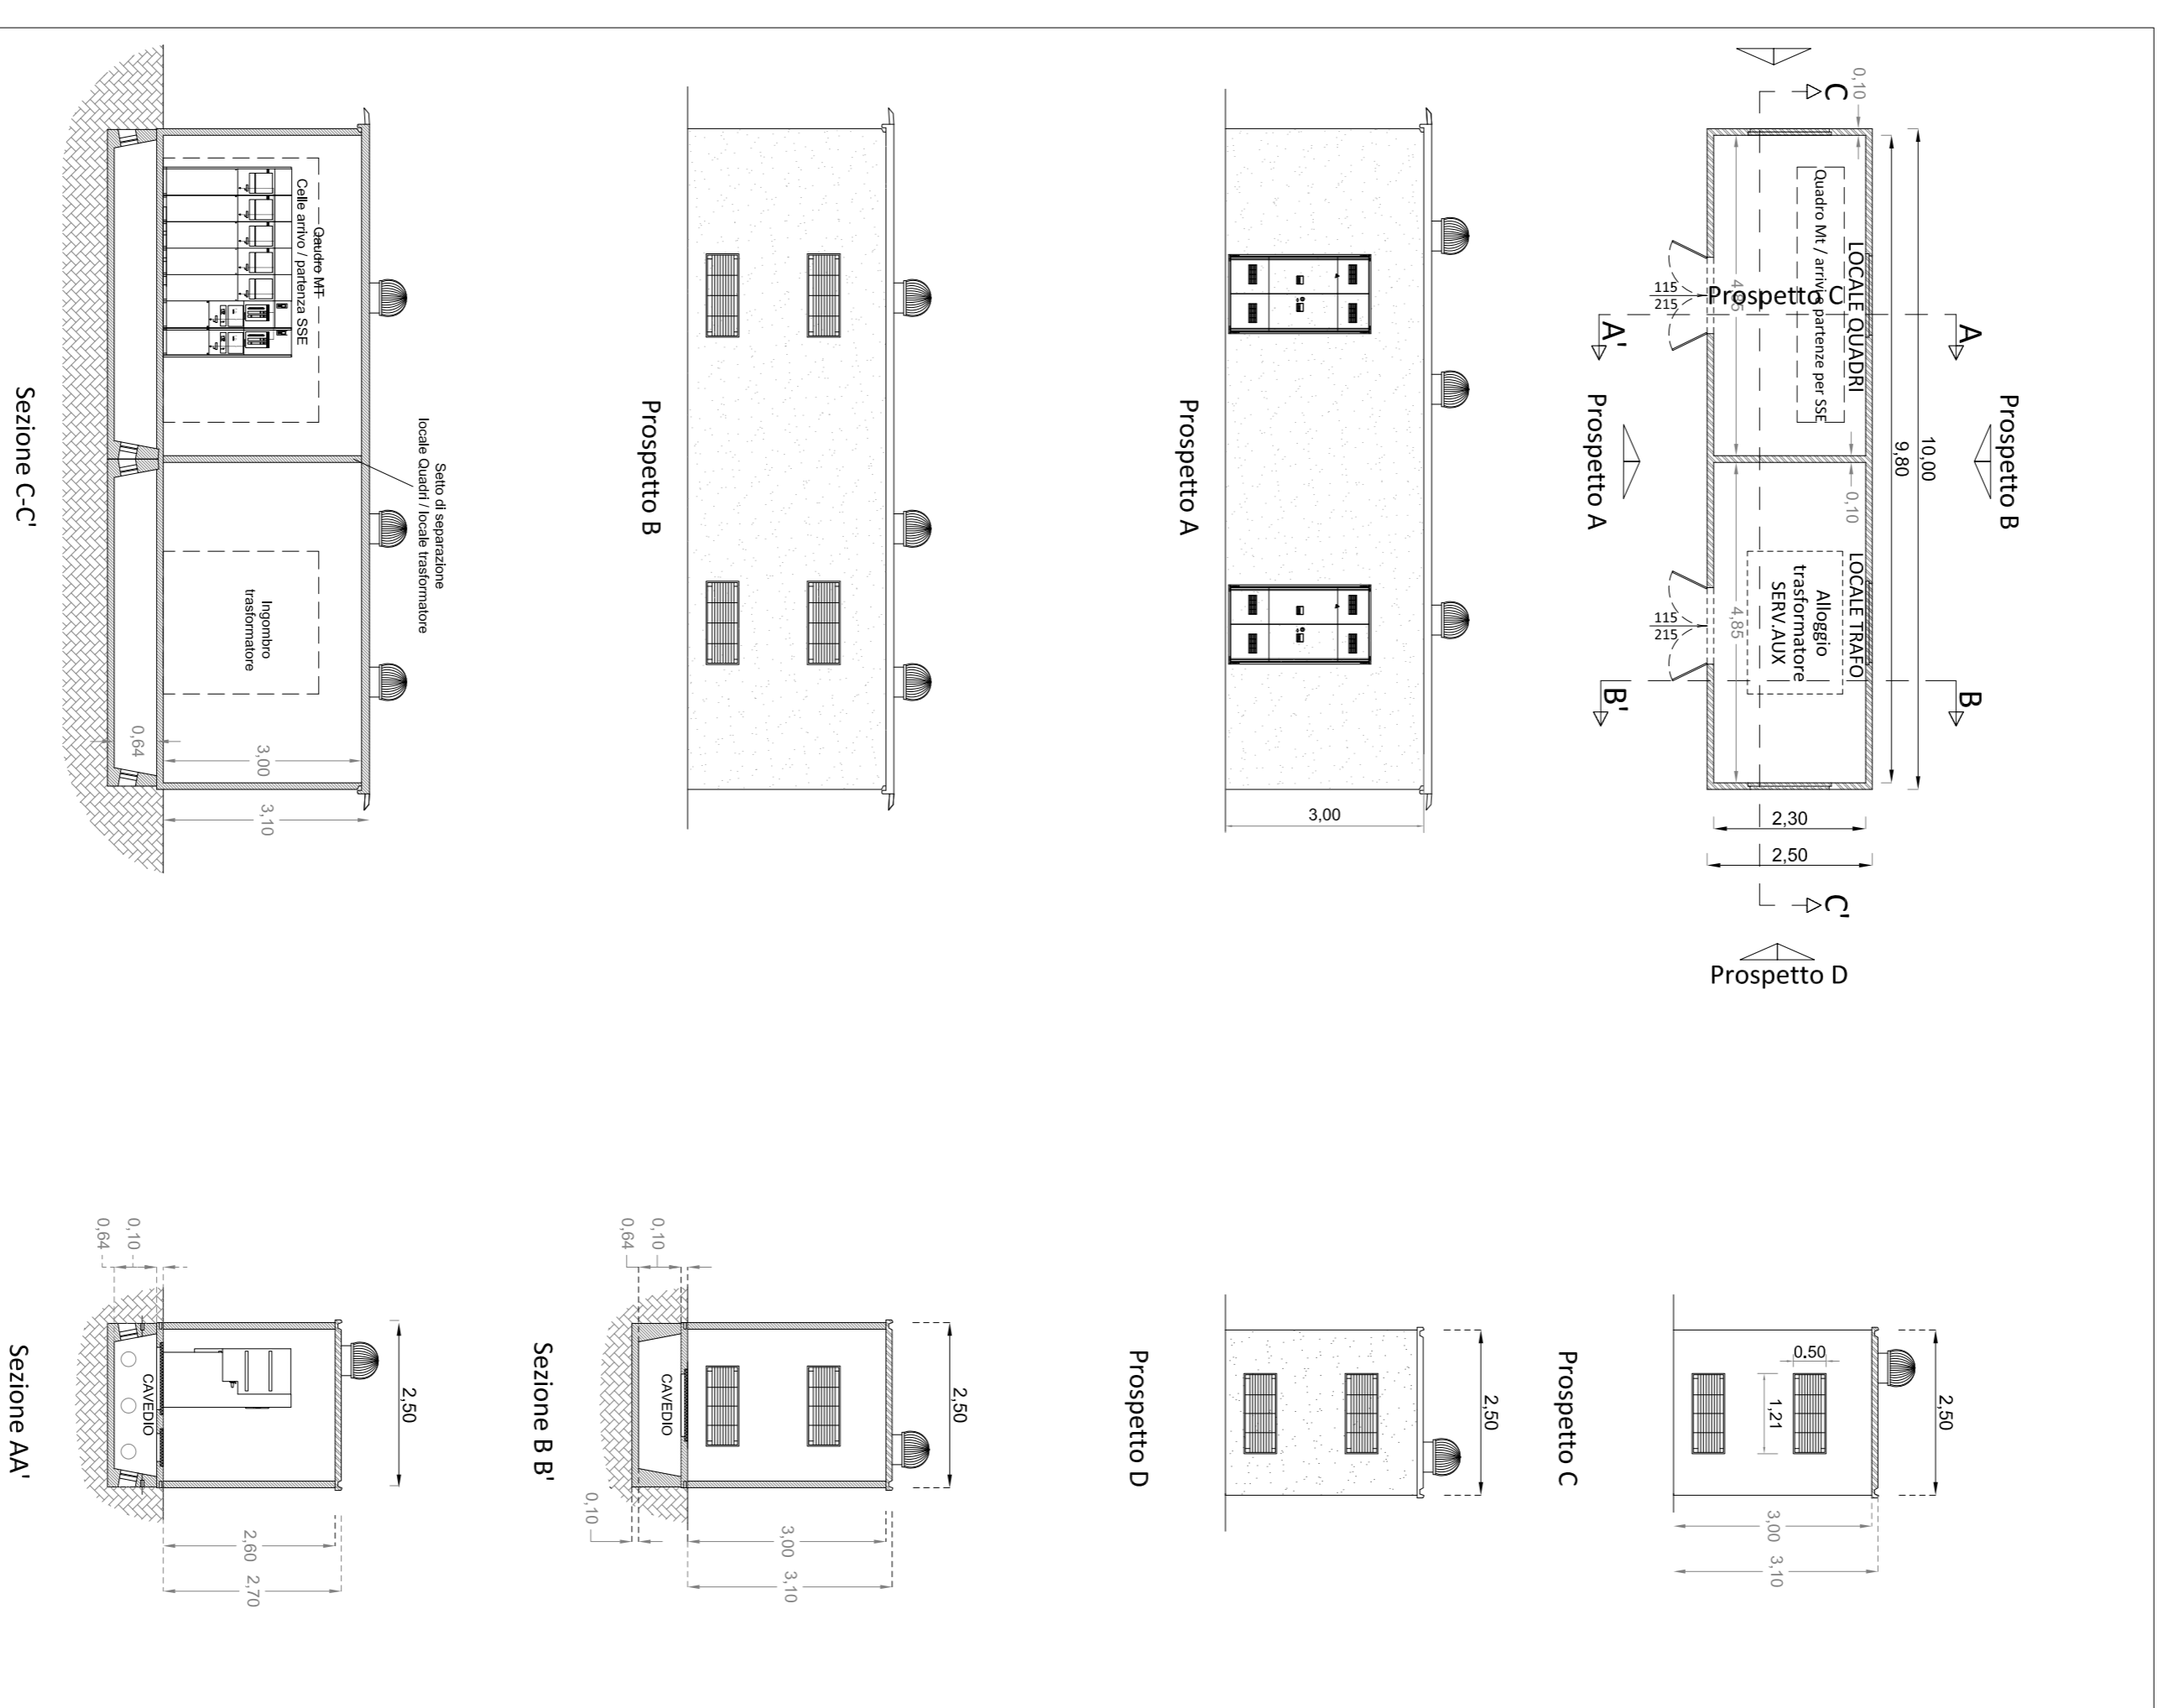 Prospetto B
10,00
9,80
0,10
0,10
C
C'
A
A'
B
B'
LOCALE QUADRI
Quadro Mt / arrivi e partenze per SSE
4,85
115
215
Prospetto C
LOCALE TRAFO
Alloggio
trasformatore
SERV.AUX
4,85
115
215
2,30
2,50
Prospetto A
Prospetto D
3,00
Prospetto A
Prospetto B
Setto di separazione
locale Quadri / locale trasformatore
Qaudro MT
Celle arrivo / partenza SSE
Ingombro
trasformatore
0,64
3,00
3,10
Sezione C-C'
2,50
0.50
1,21
3,00
3,10
Prospetto C
2,50
Prospetto D
2,50
0,10
0,64
CAVEDIO
0,10
3,00
3,10
Sezione B B'
2,50
0,10
0,64
CAVEDIO
2,60
2,70
Sezione AA'